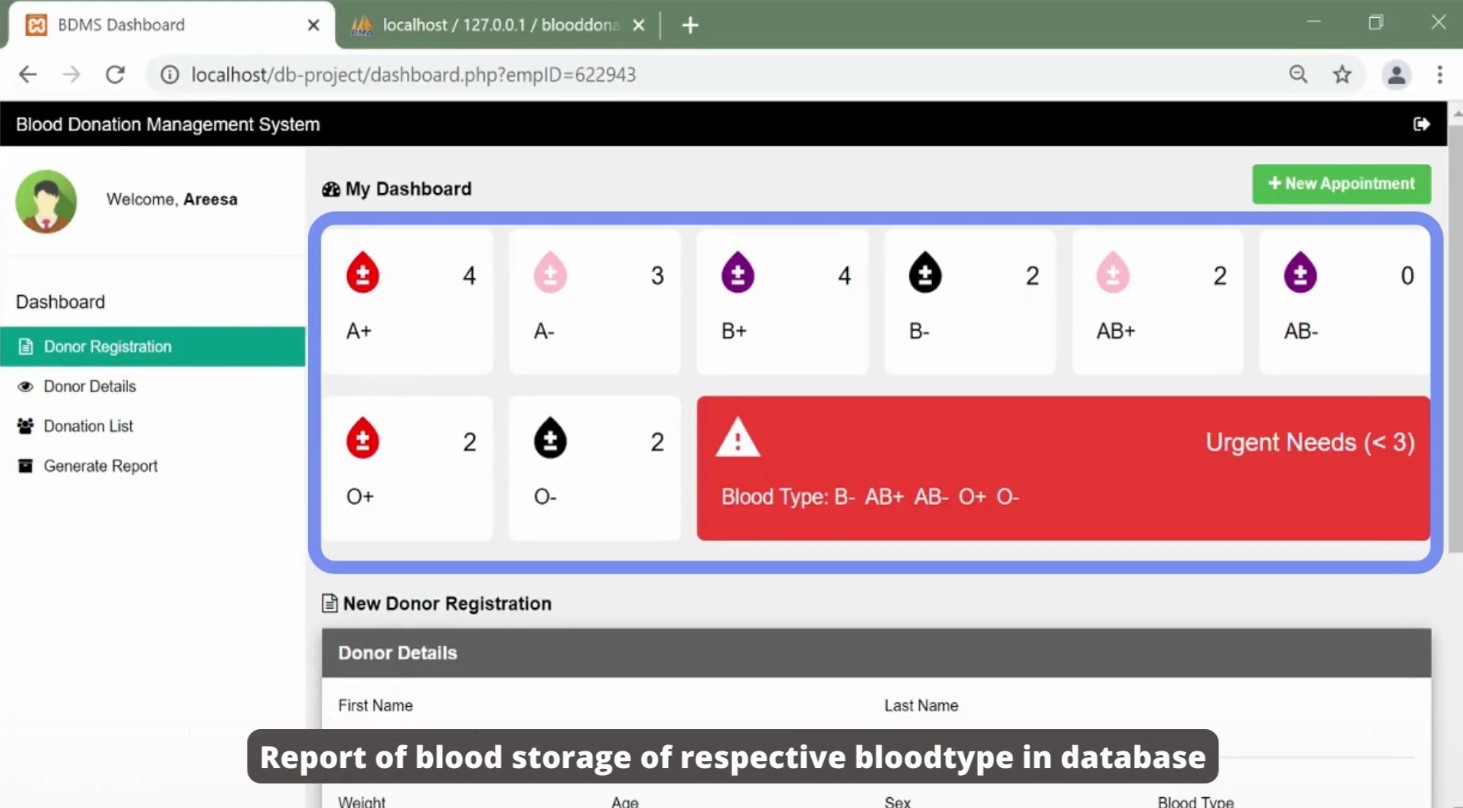 BDMS Dashboard
localhost / 127.0.0.1 / blooddona
localhost/db-project/dashboard.php?empID=622943
Blood Donation Management System
Welcome, Areesa
My Dashboard
+ New Appointment
4
3
4
2
2
0
A+
A-
B+
B-
AB+
AB-
Dashboard
Donor Registration
Donor Details
Donation List
Generate Report
2
2
Urgent Needs (< 3)
O+
O-
Blood Type: B- AB+ AB- O+ O-
New Donor Registration
Donor Details
First Name
Last Name
Report of blood storage of respective bloodtype in database
Weight
Age
Sex
Blood Type